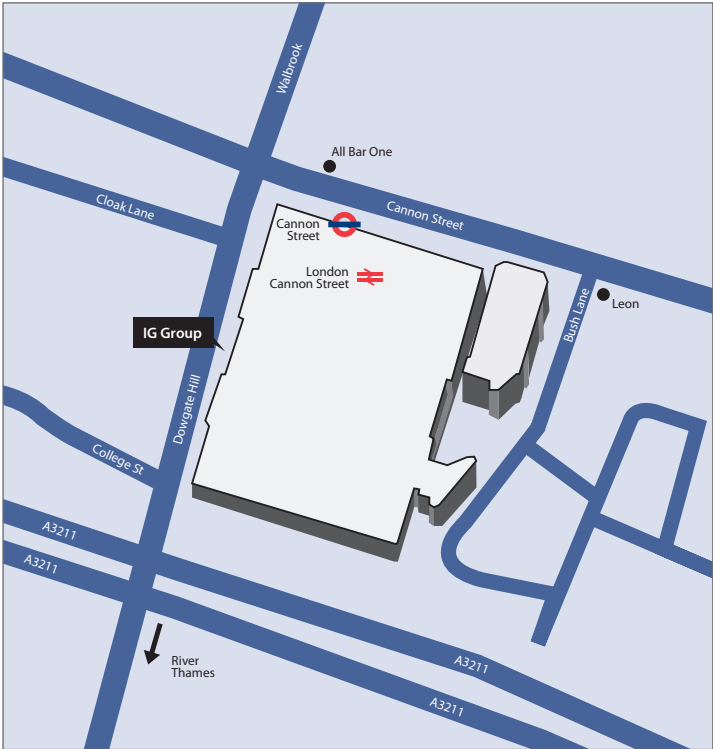 Walbrook
All Bar One
Cloak Lane
Cannon Street
Cannon
Street
London
Cannon Street
Bush Lane
Leon
IG Group
Dowgate Hill
College St
A3211
A3211
River
Thames
A3211
A3211